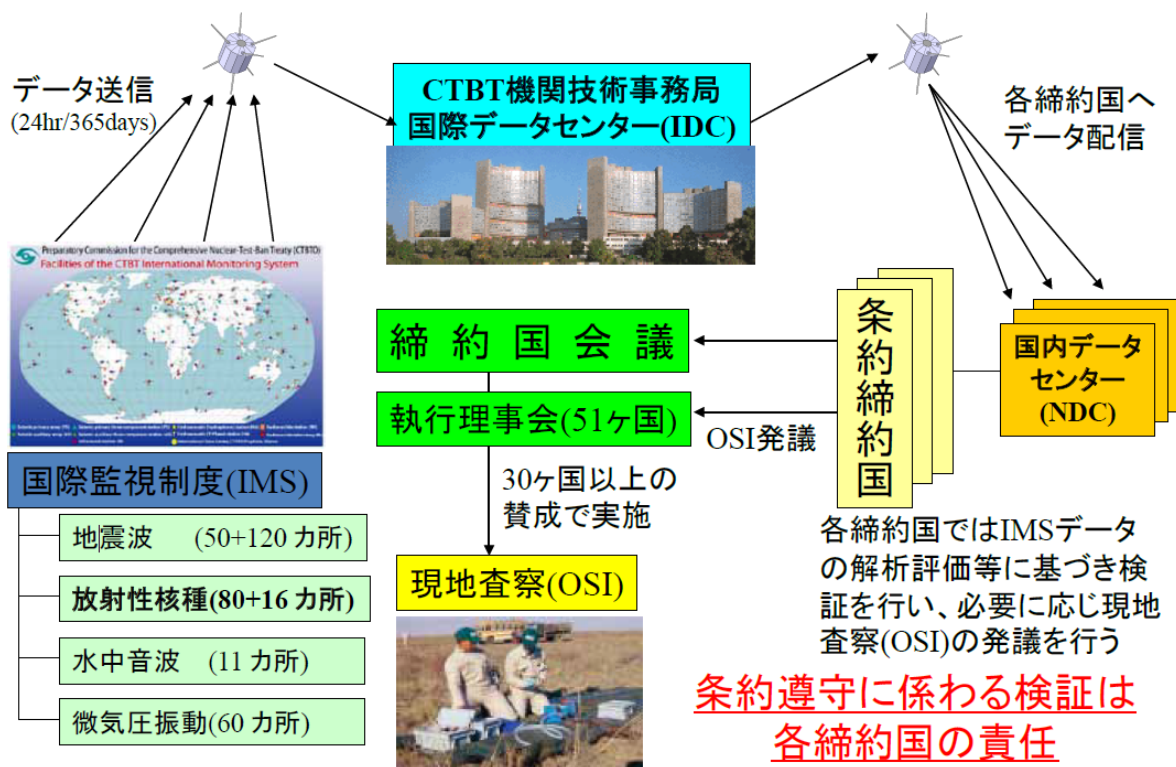 データ送信
(24hr/365days)
CTBT機関技術事務局
国際データセンター(IDC)
各締約国へ
データ配信
Preparatory Commission for the Comprehensive Nuclear-Test-Ban Treaty (CTBTO)
Facilities of the CTBT International Monitoring System
国際監視制度(IMS)
地震波 (50+120 カ所)
放射性核種(80+16 カ所)
水中音波 (11 カ所)
微気圧振動(60 カ所)
締約国会議
執行理事会(51ヶ国)
OSI発議
30ヶ国以上の
賛成で実施
現地査察(OSI)
条約締約国
国内データ
センター
(NDC)
各締約国ではIMSデータ
の解析評価等に基づき検
証を行い、必要に応じ現地
査察(OSI)の発議を行う
条約遵守に係わる検証は
各締約国の責任